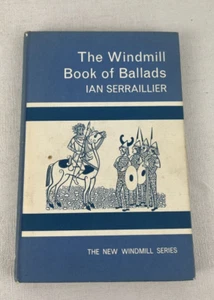 The Windmill
Book of Ballads
IAN SERRAILLIER
THE NEW WINDMILL SERIES